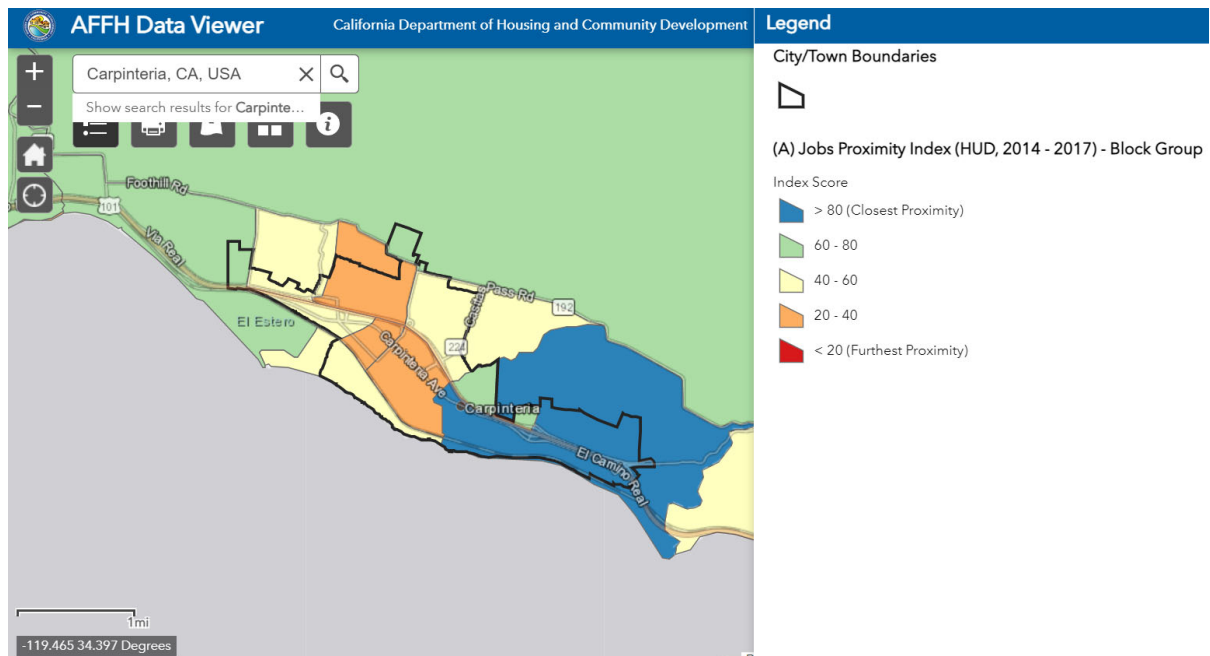 AFFH Data Viewer
California Department of Housing and Community Development
Legend
Carpinteria, CA, USA
Show search results for Carpinte...
City/Town Boundaries
(A) Jobs Proximity Index (HUD, 2014 - 2017) - Block Group
Index Score
> 80 (Closest Proximity)
60 - 80
40 - 60
20 - 40
< 20 (Furthest Proximity)
Foothill Rd
101
Via Real
El Estero
Pass Rd
192
224
Carpinteria Ave
Carpinteria
El Camino Real
1mi
-119.465 34.397 Degrees